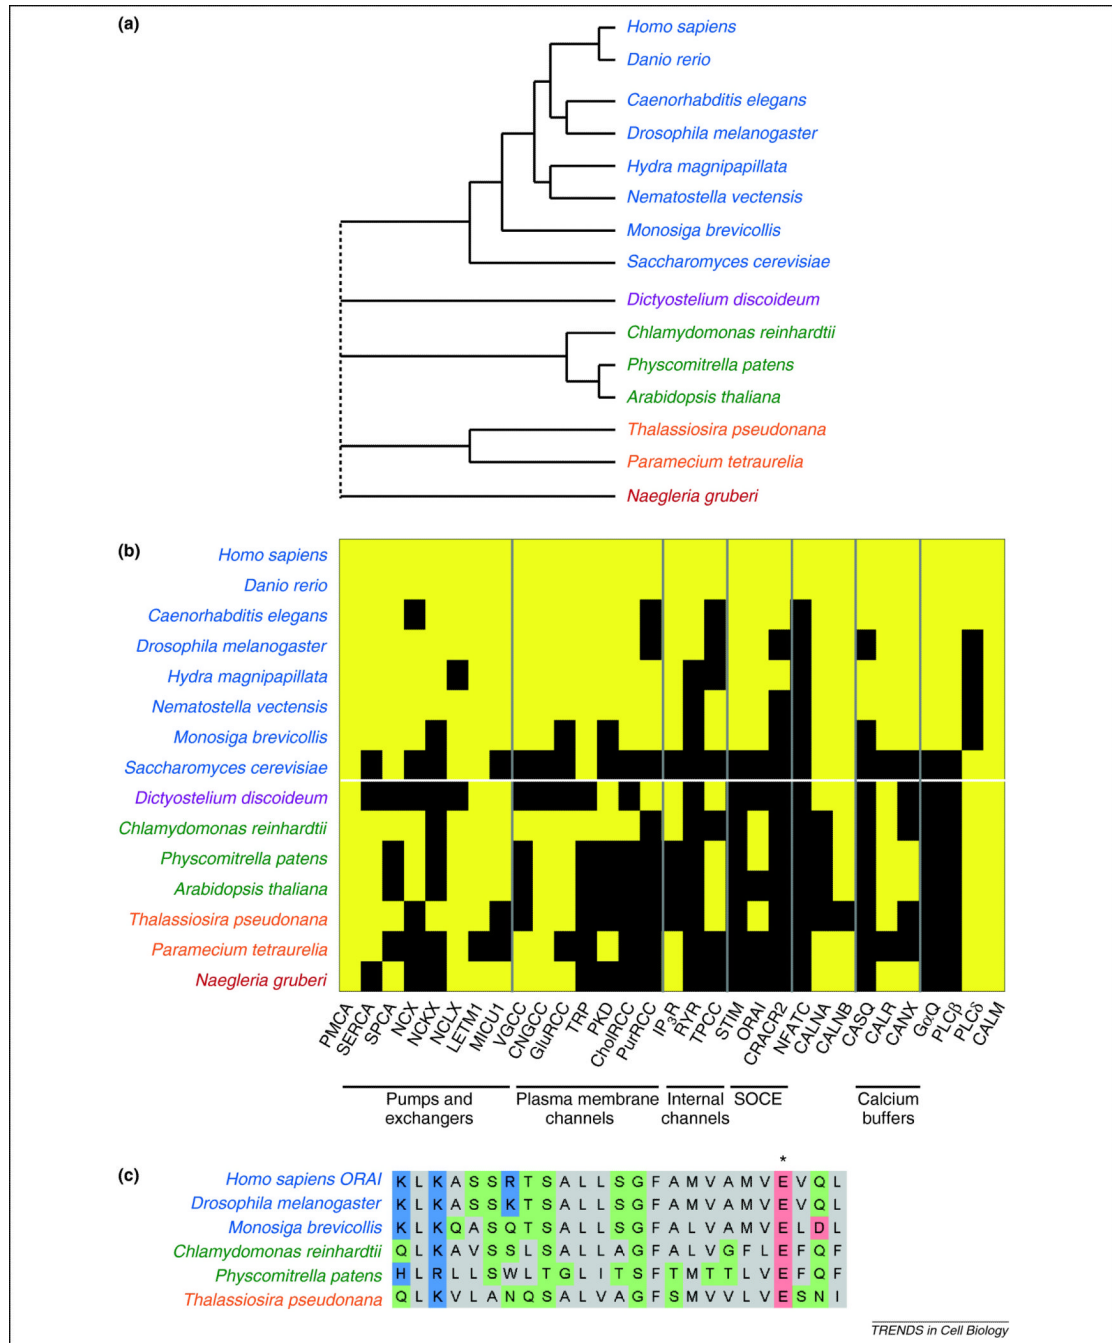 (a)
Homo sapiens
Danio rerio
Caenorhabditis elegans
Drosophila melanogaster
Hydra magnipapillata
Nematostella vectensis
Monosiga brevicollis
Saccharomyces cerevisiae
Dictyostelium discoideum
Chlamydomonas reinhardtii
Physcomitrella patens
Arabidopsis thaliana
Thalassiosira pseudonana
Paramecium tetraurelia
Naegleria gruberi
(b)
Homo sapiens
Danio rerio
Caenorhabditis elegans
Drosophila melanogaster
Hydra magnipapillata
Nematostella vectensis
Monosiga brevicollis
Saccharomyces cerevisiae
Dictyostelium discoideum
Chlamydomonas reinhardtii
Physcomitrella patens
Arabidopsis thaliana
Thalassiosira pseudonana
Paramecium tetraurelia
Naegleria gruberi
PMCA
SERCA
SPCA
NCX
NCKX
NCLX
LETM1
MICU1
VGCC
CNGCC
GluRCC
TRP
PKD
CholRCC
PurRCC
IP3R
RYR
TPCC
STIM
ORAI
CRACR2
NFATC
CALNA
CALNB
CASQ
CALR
CANX
GαQ
PLCβ
PLCδ
CALM
Pumps and
exchangers
Plasma membrane
channels
Internal
channels
SOCE
Calcium
buffers
(c)
*
Homo sapiens ORAI K L K A S S R T S A L L S G F A M V A M V E V Q L
Drosophila melanogaster K L K A S S K T S A L L S G F A M V A M V E V Q L
Monosiga brevicollis K L K Q A S Q T S A L L S G F A L V A M V E L D L
Chlamydomonas reinhardtii Q L K A V S S L S A L L A G F A L V G F L E F Q F
Physcomitrella patens H L R L L S W L T G L I T S F T M T T L V E F Q F
Thalassiosira pseudonana Q L K V L A N Q S A L V A G F S M V V L V E S N I
TRENDS in Cell Biology